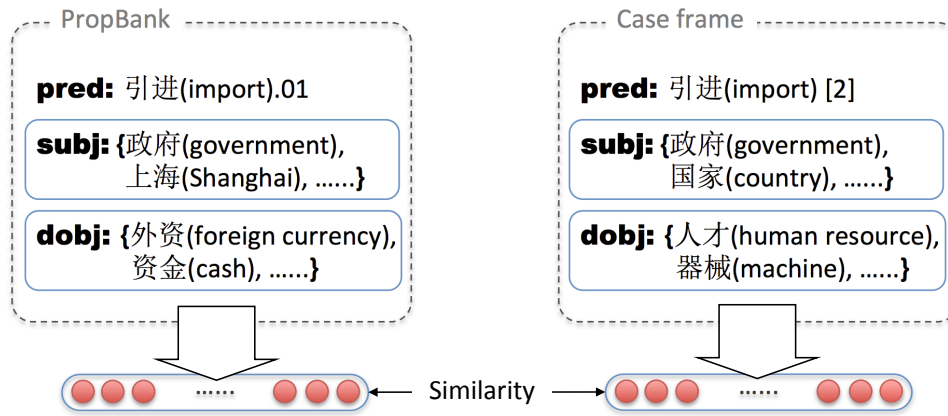 PropBank
pred: 引进(import).01
subj: {政府(government),
上海(Shanghai), ......}
dobj: {外资(foreign currency),
资金(cash), ......}
......
Similarity
Case frame
pred: 引进(import) [2]
subj: {政府(government),
国家(country), ......}
dobj: {人才(human resource),
器械(machine), ......}
......